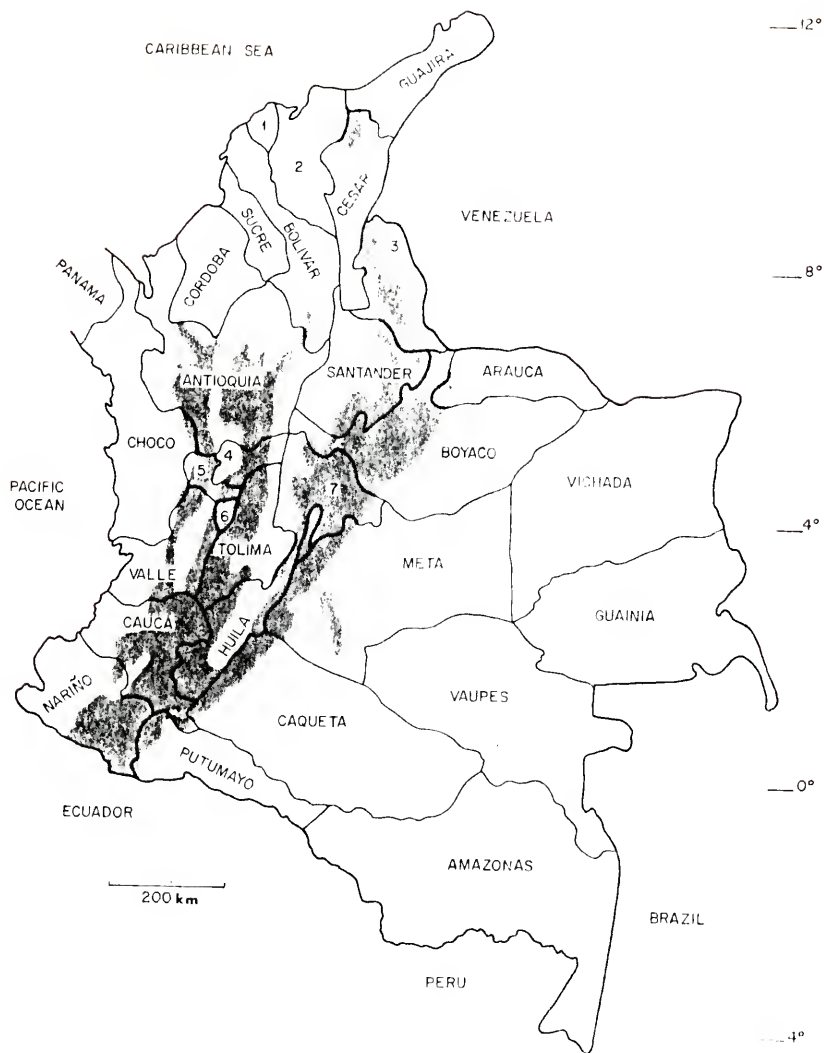 12°
CARIBBEAN SEA
GUAJIRA
1
2
CESAR
SUCRE
BOLIVAR
VENEZUELA
3
CORDOBA
PANAMA
8°
ANTIOQUIA
SANTANDER
ARAUCA
CHOCO
4
BOYACO
5
7
VICHADA
PACIFIC
OCEAN
6
4°
TOLIMA
VALLE
META
CAUCA
GUAINIA
HUILA
NARIÑO
VAUPES
CAQUETA
PUTUMAYO
0°
ECUADOR
AMAZONAS
200 km
BRAZIL
PERU
4°